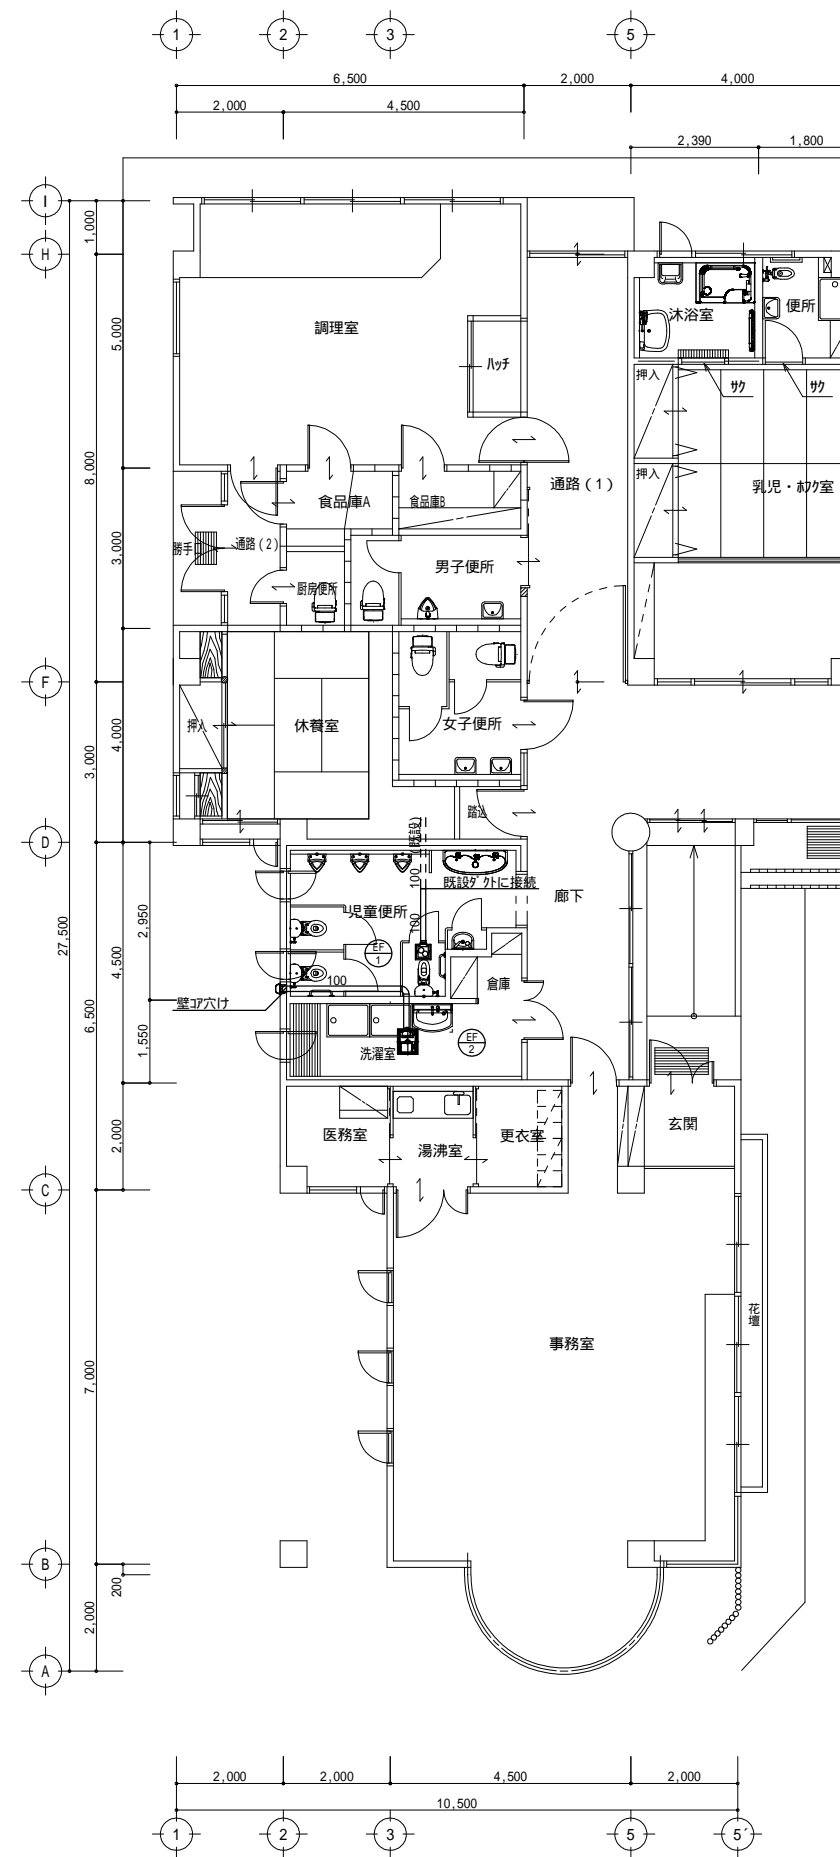 1
2
3
5
6,500
2,000
4,000
2,000
4,500
2,390
1,800
I
1,000
H
5,000
調理室
ハッチ
沐浴室
便所
押入
サク
サク
8,000
押入
乳児・ホフク室
通路(1)
食品庫A
食品庫B
3,000
勝手
通路(2)
男子便所
厨房便所
F
4,000
3,000
押入
休養室
女子便所
踏込
D
(既設)
100
既設ダクトに接続
27,500
2,950
4,500
児童便所
100
廊下
EF
1
倉庫
100
壁コア穴け
6,500
1,550
洗濯室
EF
2
2,000
医務室
湯沸室
更衣室
玄関
C
7,000
事務室
花壇
B
200
2,000
A
2,000
2,000
4,500
2,000
10,500
1
2
3
5
5´